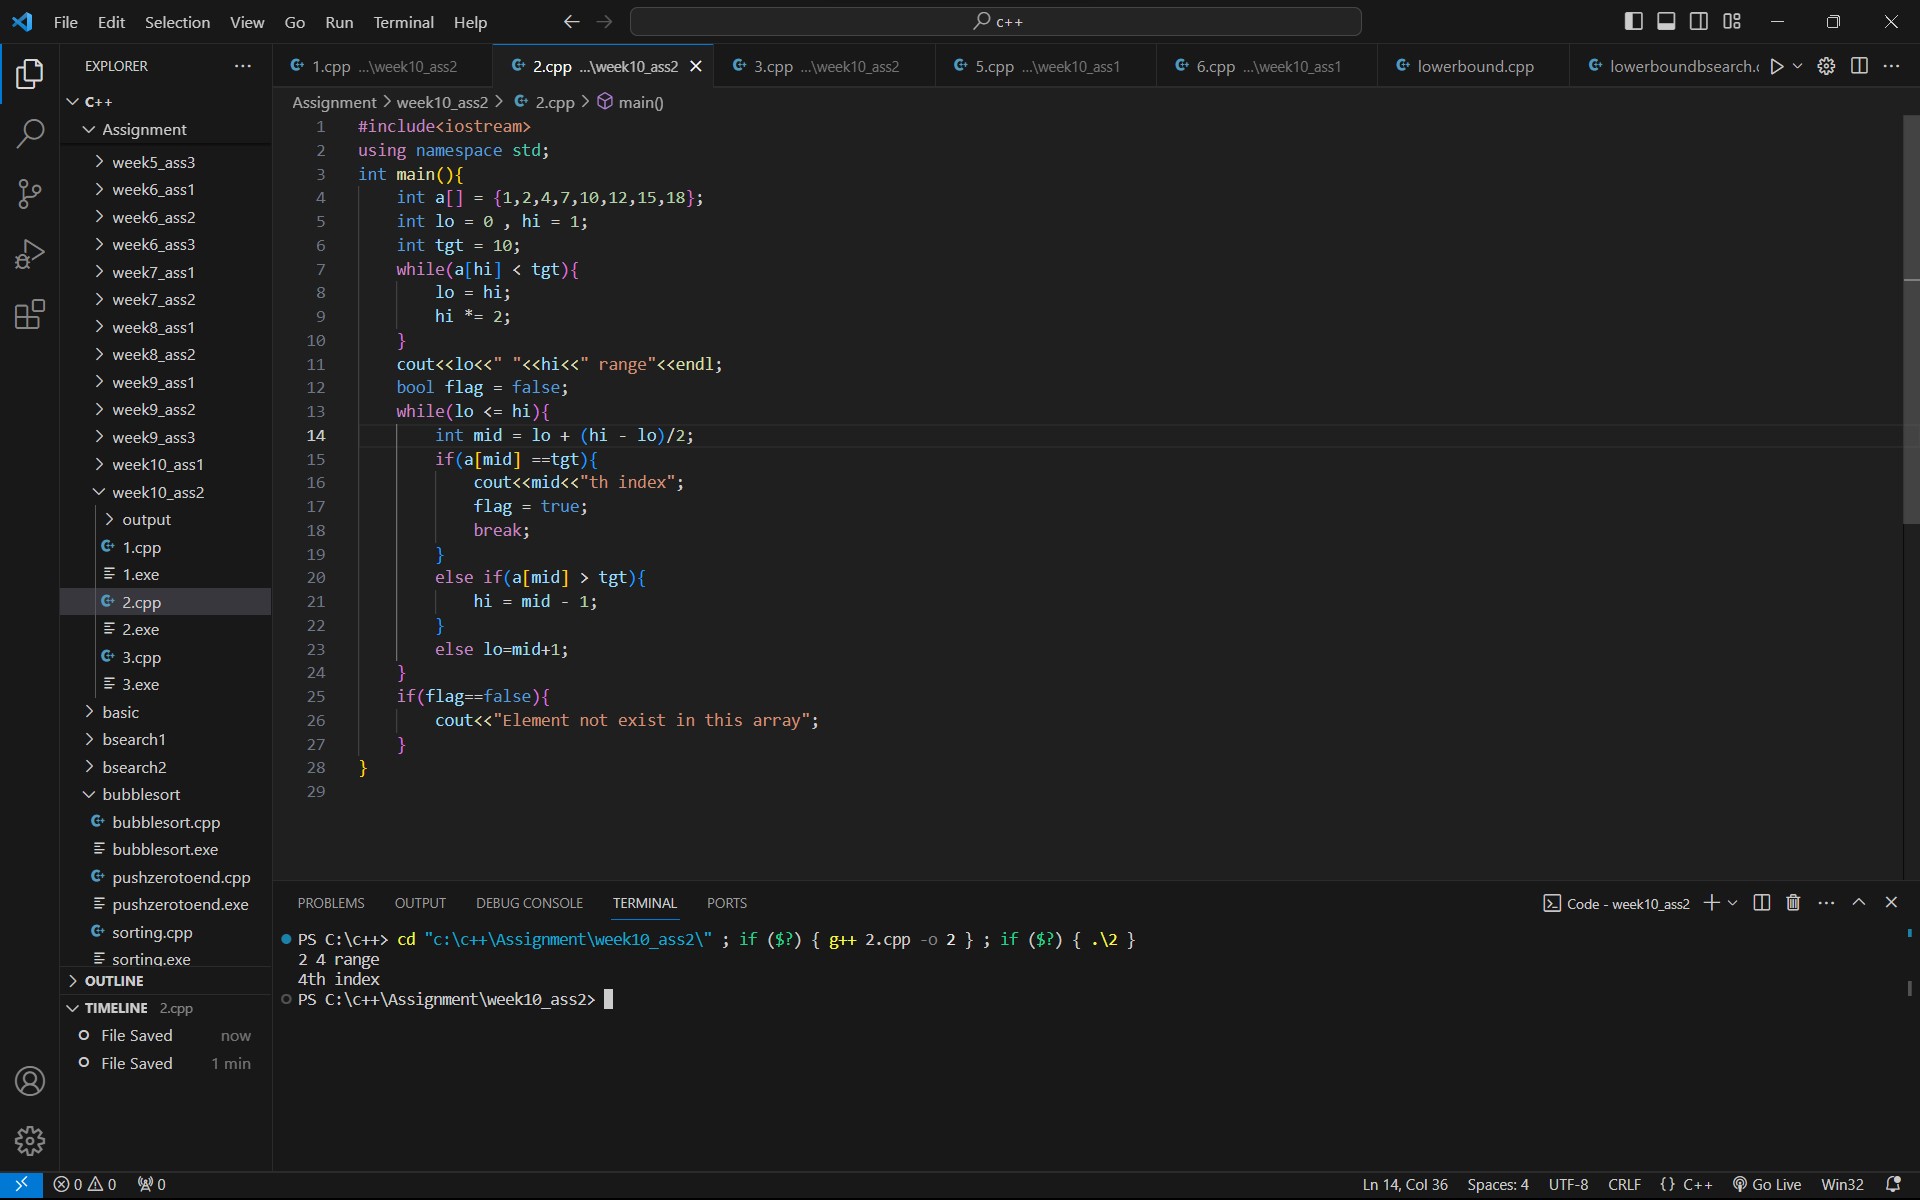 File Edit Selection View Go Run Terminal Help
c++
EXPLORER
C++
Assignment
week5_ass3
week6_ass1
week6_ass2
week6_ass3
week7_ass1
week7_ass2
week8_ass1
week8_ass2
week9_ass1
week9_ass2
week9_ass3
week10_ass1
week10_ass2
output
1.cpp
1.exe
2.cpp
2.exe
3.cpp
3.exe
basic
bsearch1
bsearch2
bubblesort
bubblesort.cpp
bubblesort.exe
pushzerotoend.cpp
pushzerotoend.exe
sorting.cpp
sorting.exe
OUTLINE
TIMELINE 2.cpp
File Saved now
File Saved 1 min
1.cpp ...\week10_ass2 2.cpp ...\week10_ass2 3.cpp ...\week10_ass2 5.cpp ...\week10_ass1 6.cpp ...\week10_ass1 lowerbound.cpp lowerboundbsearch.c
Assignment > week10_ass2 > 2.cpp > main()
1 #include<iostream>
2 using namespace std;
3 int main(){
4 int a[] = {1,2,4,7,10,12,15,18};
5 int lo = 0 , hi = 1;
6 int tgt = 10;
7 while(a[hi] < tgt){
8 lo = hi;
9 hi *= 2;
10 }
11 cout<<lo<<" "<<hi<<" range"<<endl;
12 bool flag = false;
13 while(lo <= hi){
14 int mid = lo + (hi - lo)/2;
15 if(a[mid] ==tgt){
16 cout<<mid<<"th index";
17 flag = true;
18 break;
19 }
20 else if(a[mid] > tgt){
21 hi = mid - 1;
22 }
23 else lo=mid+1;
24 }
25 if(flag==false){
26 cout<<"Element not exist in this array";
27 }
28 }
29
PROBLEMS OUTPUT DEBUG CONSOLE TERMINAL PORTS
Code - week10_ass2
PS C:\c++> cd "c:\c++\Assignment\week10_ass2\" ; if ($?) { g++ 2.cpp -o 2 } ; if ($?) { .\2 }
2 4 range
4th index
PS C:\c++\Assignment\week10_ass2>
0 0 0
Ln 14, Col 36 Spaces: 4 UTF-8 CRLF {} C++ Go Live Win32